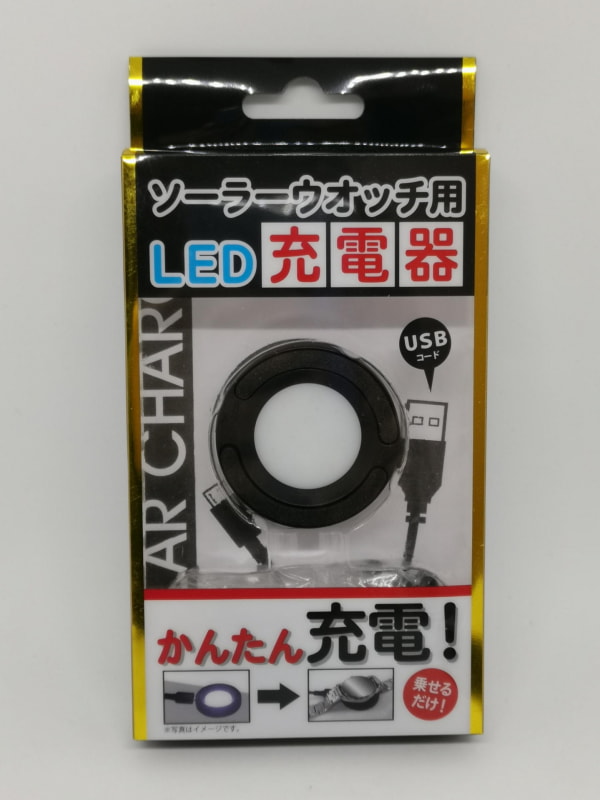 ソーラーウオッチ用
LED充電器
USB
コード
AR CHAR
かんたん充電!
乗せる
だけ!
※写真はイメージです。